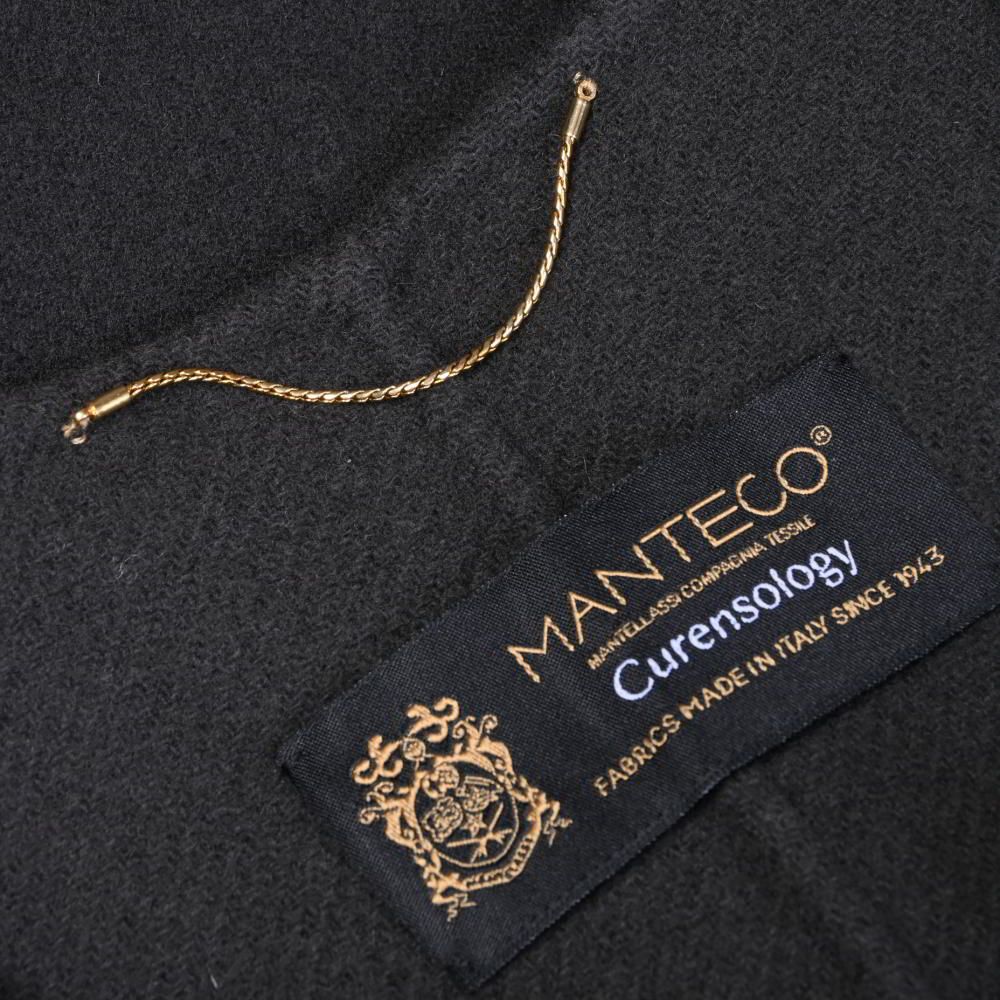 MANTECO®
MANTELLASSI COMPAGNIA TESSILE
Curensology
FABRICS MADE IN ITALY SINCE 1943